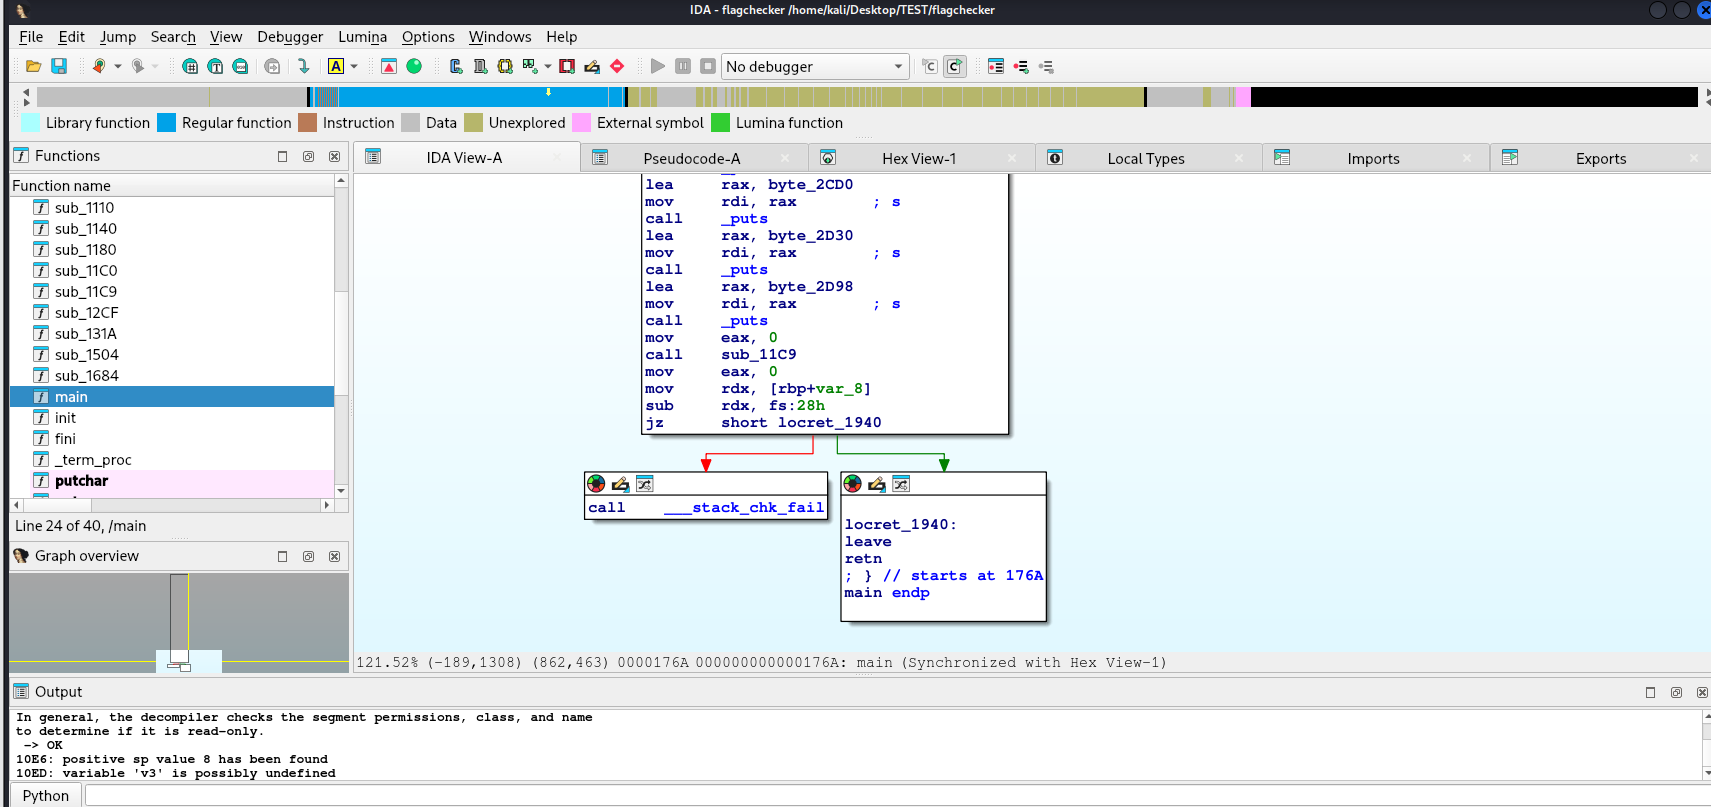 IDA - flagchecker /home/kali/Desktop/TEST/flagchecker
File Edit Jump Search View Debugger Lumina Options Windows Help
No debugger
Library function Regular function Instruction Data Unexplored External symbol Lumina function
Functions
Function name
sub_1110
sub_1140
sub_1180
sub_11C0
sub_11C9
sub_12CF
sub_131A
sub_1504
sub_1684
main
init
fini
_term_proc
putchar
Line 24 of 40, /main
Graph overview
IDA View-A Pseudocode-A Hex View-1 Local Types Imports Exports
lea rax, byte_2CD0
mov rdi, rax ; s
call _puts
lea rax, byte_2D30
mov rdi, rax ; s
call _puts
lea rax, byte_2D98
mov rdi, rax ; s
call _puts
mov eax, 0
call sub_11C9
mov eax, 0
mov rdx, [rbp+var_8]
sub rdx, fs:28h
jz short locret_1940
call ___stack_chk_fail
locret_1940:
leave
retn
; } // starts at 176A
main endp
121.52% (-189,1308) (862,463) 0000176A 000000000000176A: main (Synchronized with Hex View-1)
Output
In general, the decompiler checks the segment permissions, class, and name
to determine if it is read-only.
-> OK
10E6: positive sp value 8 has been found
10ED: variable 'v3' is possibly undefined
Python